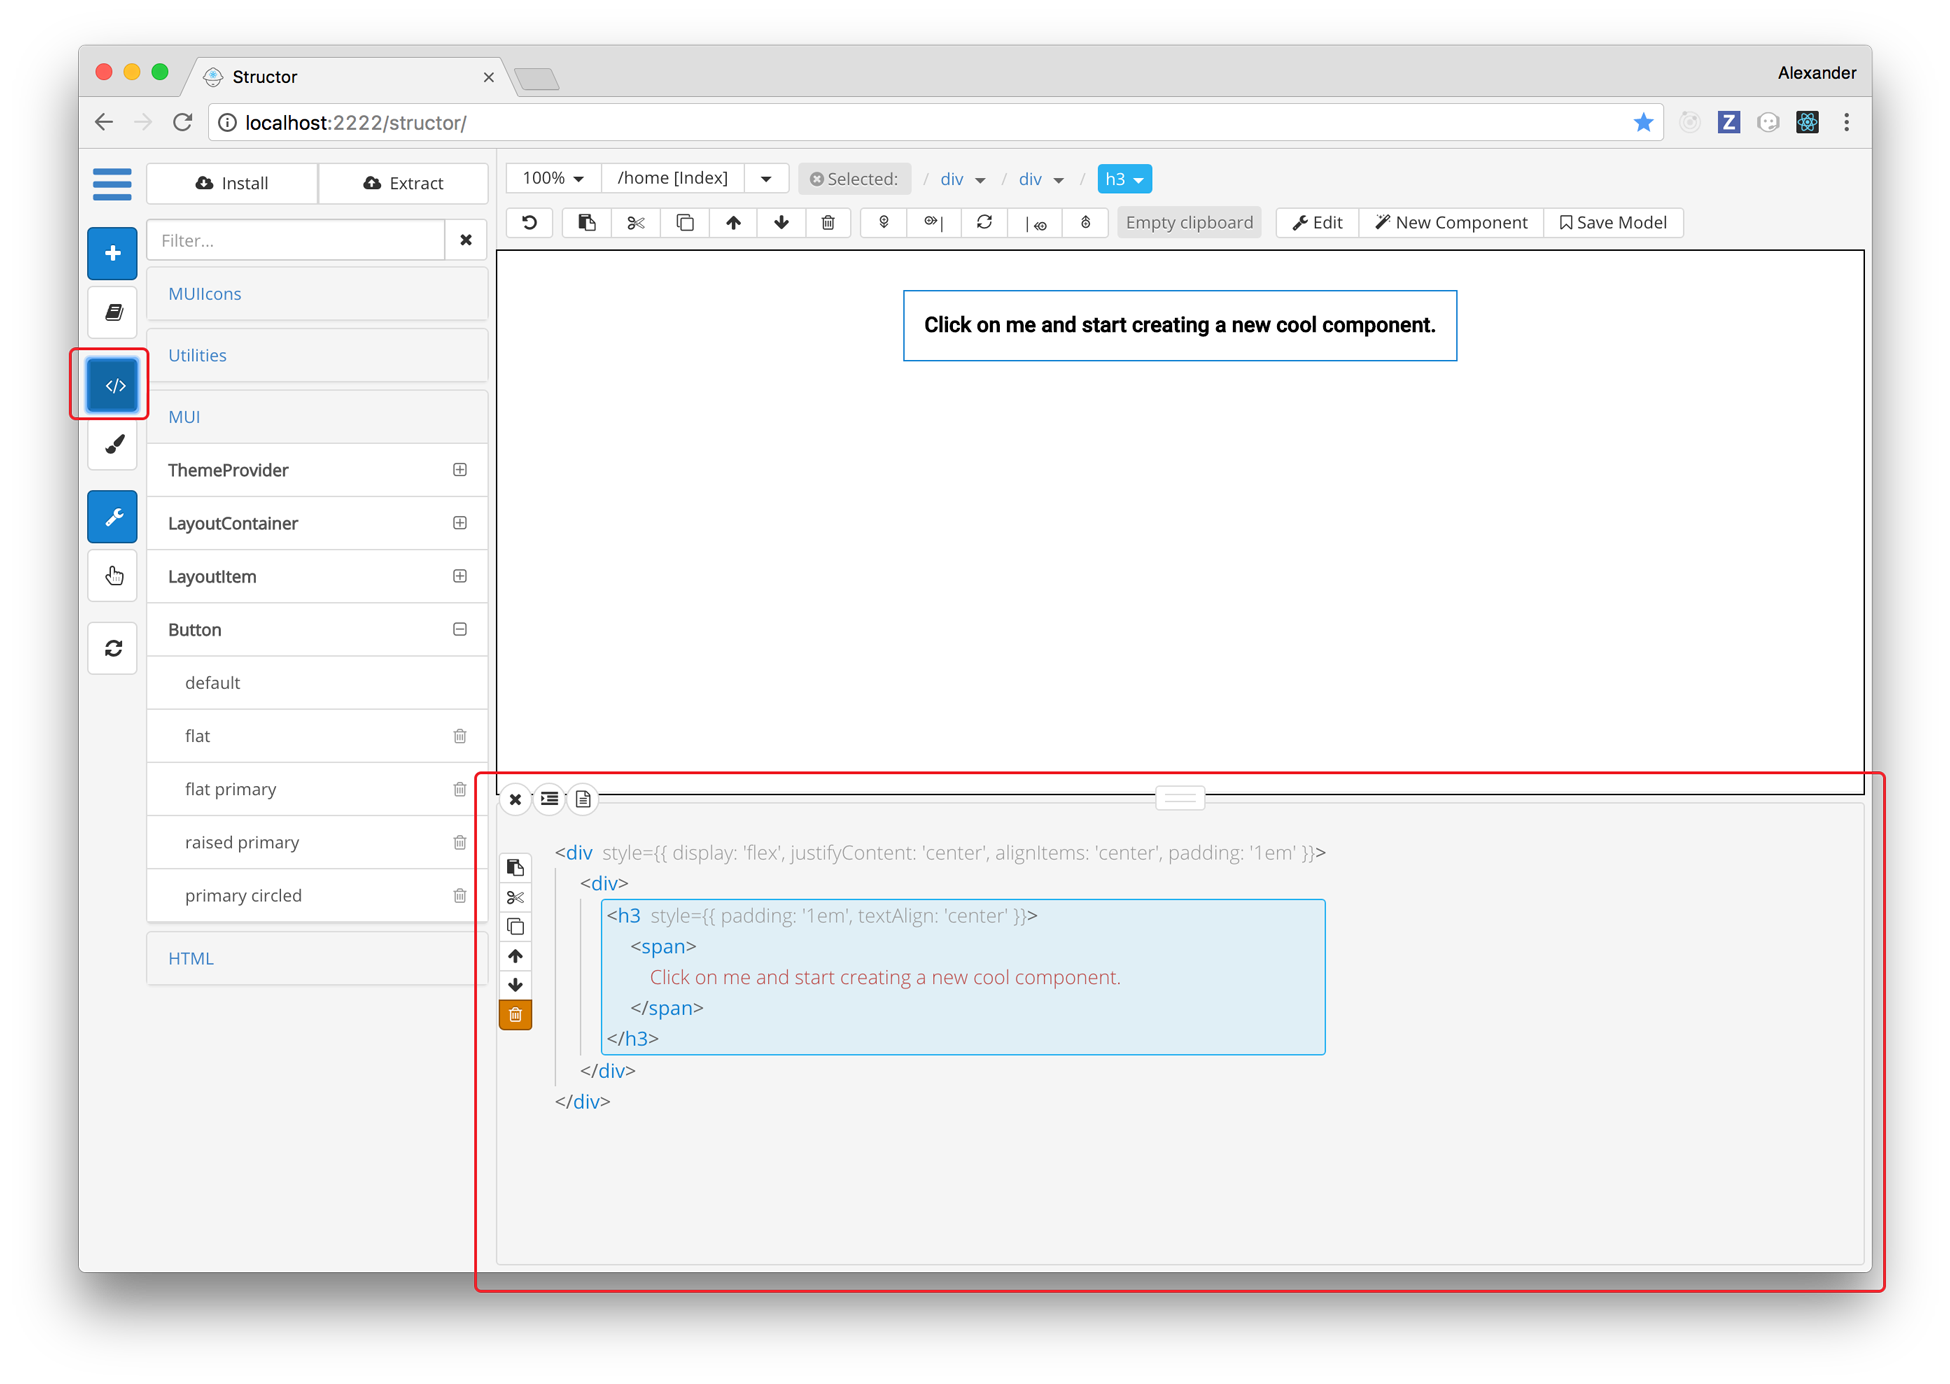 Structor
Alexander
localhost:2222/structor/
Z
Install
Extract
100%
/home [Index]
Selected:
/ div / div / h3
Filter...
Empty clipboard
Edit
New Component
Save Model
MUIIcons
Utilities
MUI
ThemeProvider
LayoutContainer
LayoutItem
Button
default
flat
flat primary
raised primary
primary circled
HTML
Click on me and start creating a new cool component.
<div style={{ display: 'flex', justifyContent: 'center', alignItems: 'center', padding: '1em' }}>
<div>
<h3 style={{ padding: '1em', textAlign: 'center' }}>
<span>
Click on me and start creating a new cool component.
</span>
</h3>
</div>
</div>